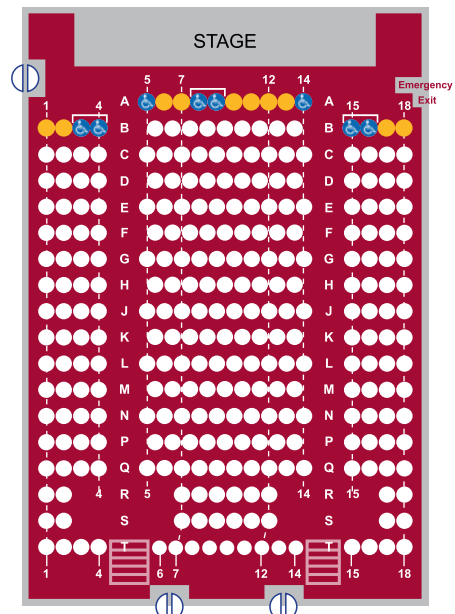 STAGE
5 7 12 14
Emergency
Exit
1 4 A A 15 18
B B
C C
D D
E E
F F
G G
H H
J J
K K
L L
M M
N N
P P
Q Q
4 R 5 14 R 15
S S
T T
1 4 6 7 12 14 15 18